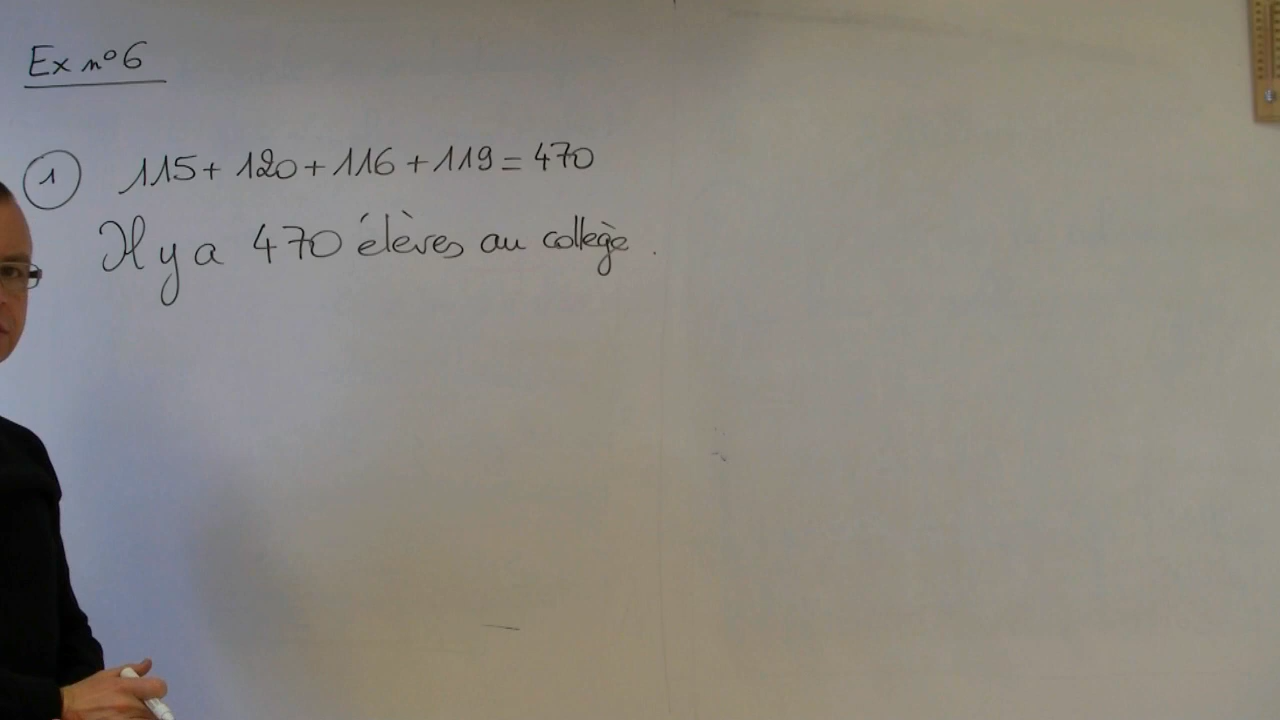 Ex n°6
1 115 + 120 + 116 + 119 = 470
Il y a 470 élèves au collège.